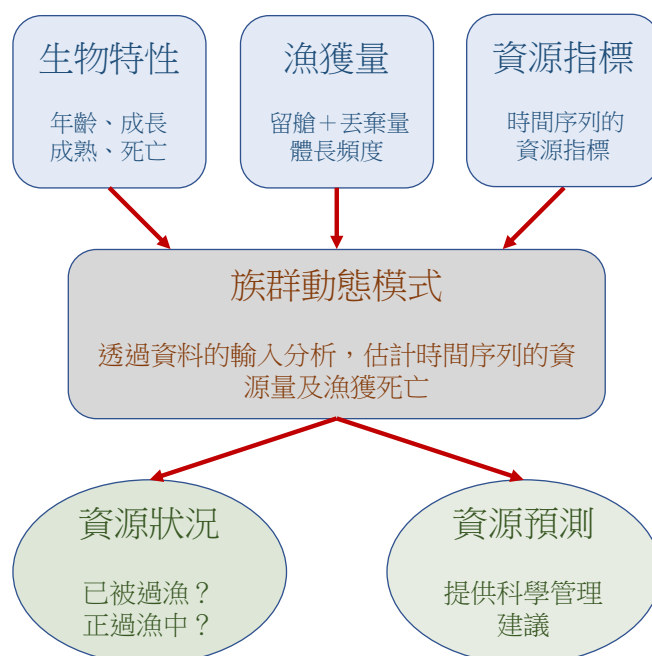 生物特性
年齡、成長
成熟、死亡
漁獲量
留艙＋丟棄量
體長頻度
資源指標
時間序列的
資源指標
族群動態模式
透過資料的輸入分析，估計時間序列的資
源量及漁獲死亡
資源狀況
已被過漁？
正過漁中？
資源預測
提供科學管理
建議